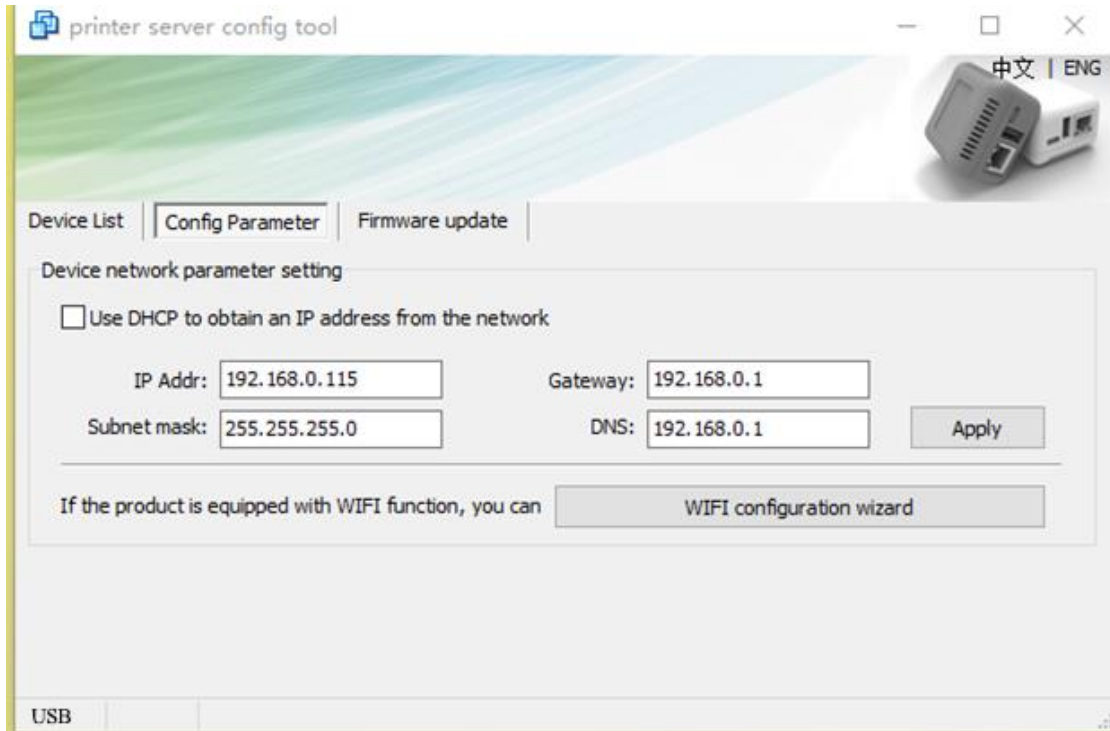 printer server config tool
中文 | ENG
Device List
Config Parameter
Firmware update
Device network parameter setting
Use DHCP to obtain an IP address from the network
IP Addr: 192.168.0.115
Gateway: 192.168.0.1
Subnet mask: 255.255.255.0
DNS: 192.168.0.1
Apply
If the product is equipped with WIFI function, you can
WIFI configuration wizard
USB